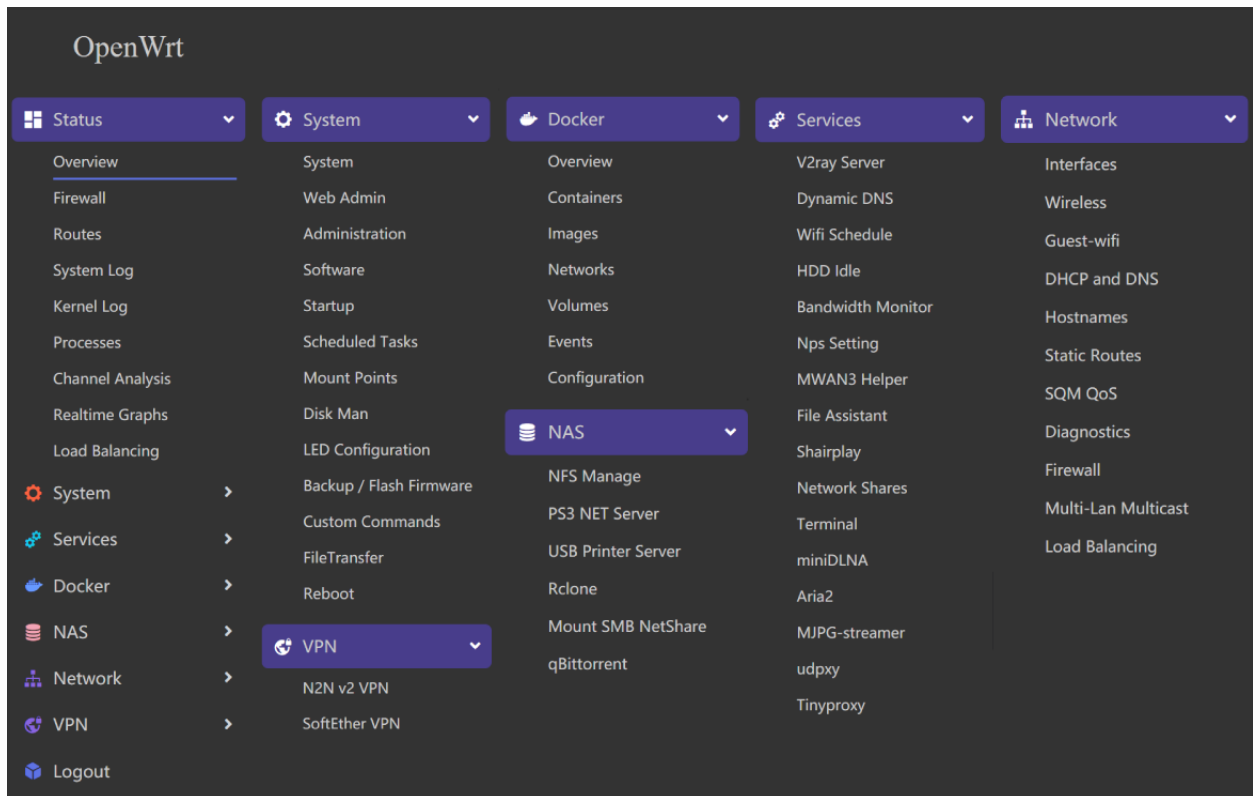 OpenWrt
Status
Overview
Firewall
Routes
System Log
Kernel Log
Processes
Channel Analysis
Realtime Graphs
Load Balancing
System
Services
Docker
NAS
Network
VPN
Logout
System
System
Web Admin
Administration
Software
Startup
Scheduled Tasks
Mount Points
Disk Man
LED Configuration
Backup / Flash Firmware
Custom Commands
FileTransfer
Reboot
VPN
N2N v2 VPN
SoftEther VPN
Docker
Overview
Containers
Images
Networks
Volumes
Events
Configuration
NAS
NFS Manage
PS3 NET Server
USB Printer Server
Rclone
Mount SMB NetShare
qBittorrent
Services
V2ray Server
Dynamic DNS
Wifi Schedule
HDD Idle
Bandwidth Monitor
Nps Setting
MWAN3 Helper
File Assistant
Shairplay
Network Shares
Terminal
miniDLNA
Aria2
MJPG-streamer
udpxy
Tinyproxy
Network
Interfaces
Wireless
Guest-wifi
DHCP and DNS
Hostnames
Static Routes
SQM QoS
Diagnostics
Firewall
Multi-Lan Multicast
Load Balancing